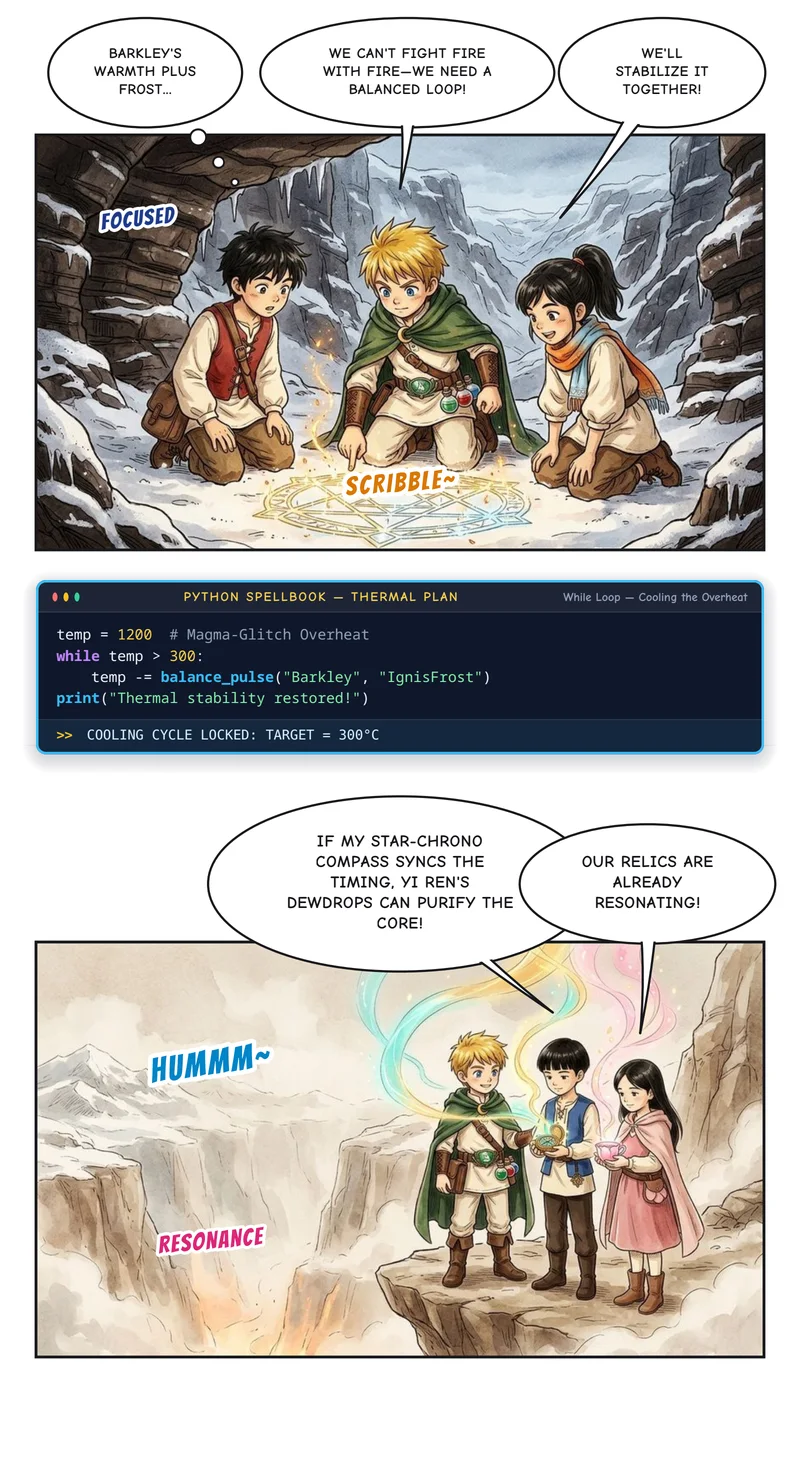 BARKLEY'S
WARMTH PLUS
FROST...
WE CAN'T FIGHT FIRE
WITH FIRE—WE NEED A
BALANCED LOOP!
WE'LL
STABILIZE IT
TOGETHER!
FOCUSED
SCRIBBLE~
PYTHON SPELLBOOK — THERMAL PLAN
While Loop — Cooling the Overheat
temp = 1200  # Magma-Glitch Overheat
while temp > 300:
    temp -= balance_pulse("Barkley", "IgnisFrost")
print("Thermal stability restored!")
>> COOLING CYCLE LOCKED: TARGET = 300°C
IF MY STAR-CHRONO
COMPASS SYNCS THE
TIMING, YI REN'S
DEWDROPS CAN PURIFY THE
CORE!
OUR RELICS ARE
ALREADY
RESONATING!
HUMMM~
RESONANCE